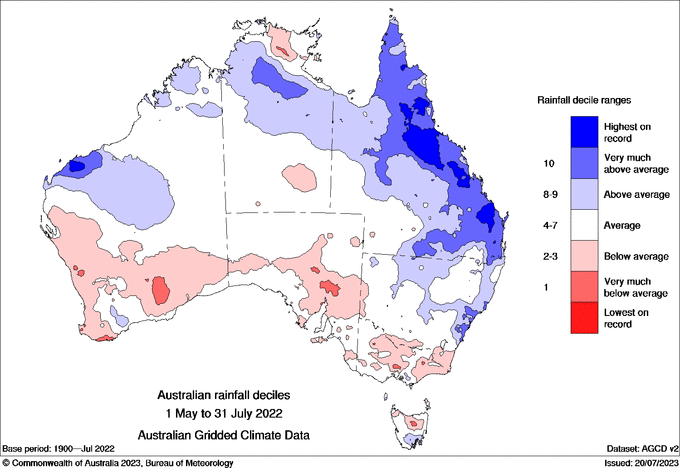 Rainfall decile ranges
Highest on
record
10
Very much
above average
8-9
Above average
4-7
Average
2-3
Below average
1
Very much
below average
Lowest on
record
Australian rainfall deciles
1 May to 31 July 2022
Australian Gridded Climate Data
Base period: 1900—Jul 2022
Dataset: AGCD v2
© Commonwealth of Australia 2023, Bureau of Meteorology
Issued: 20/07/2023